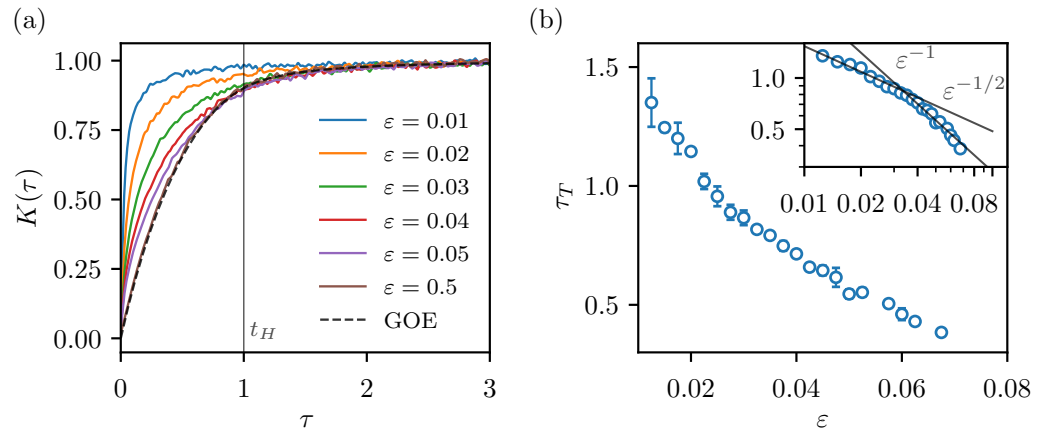 (a)
K(τ)
1.00
0.75
0.50
0.25
0.00
ε = 0.01
ε = 0.02
ε = 0.03
ε = 0.04
ε = 0.05
ε = 0.5
GOE
t_H
0 1 2 3
τ
(b)
τ_T
1.5
1.0
0.5
ε⁻¹
ε^{-1/2}
1.0
0.5
0.01 0.02 0.04 0.08
0.02 0.04 0.06 0.08
ε